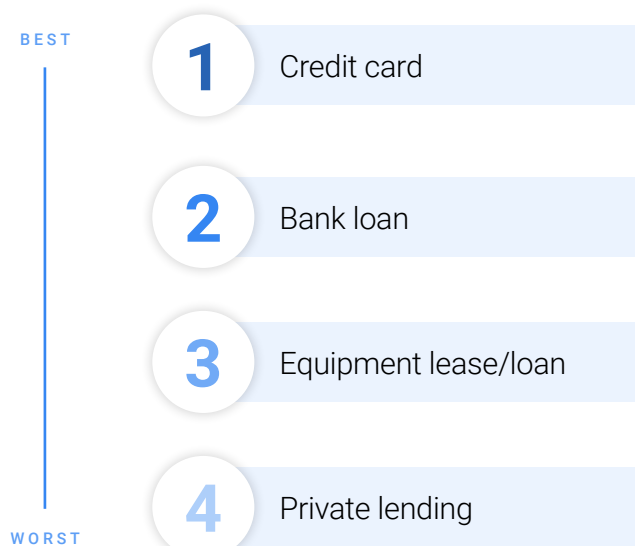 BEST
1 Credit card
2 Bank loan
3 Equipment lease/loan
4 Private lending
WORST